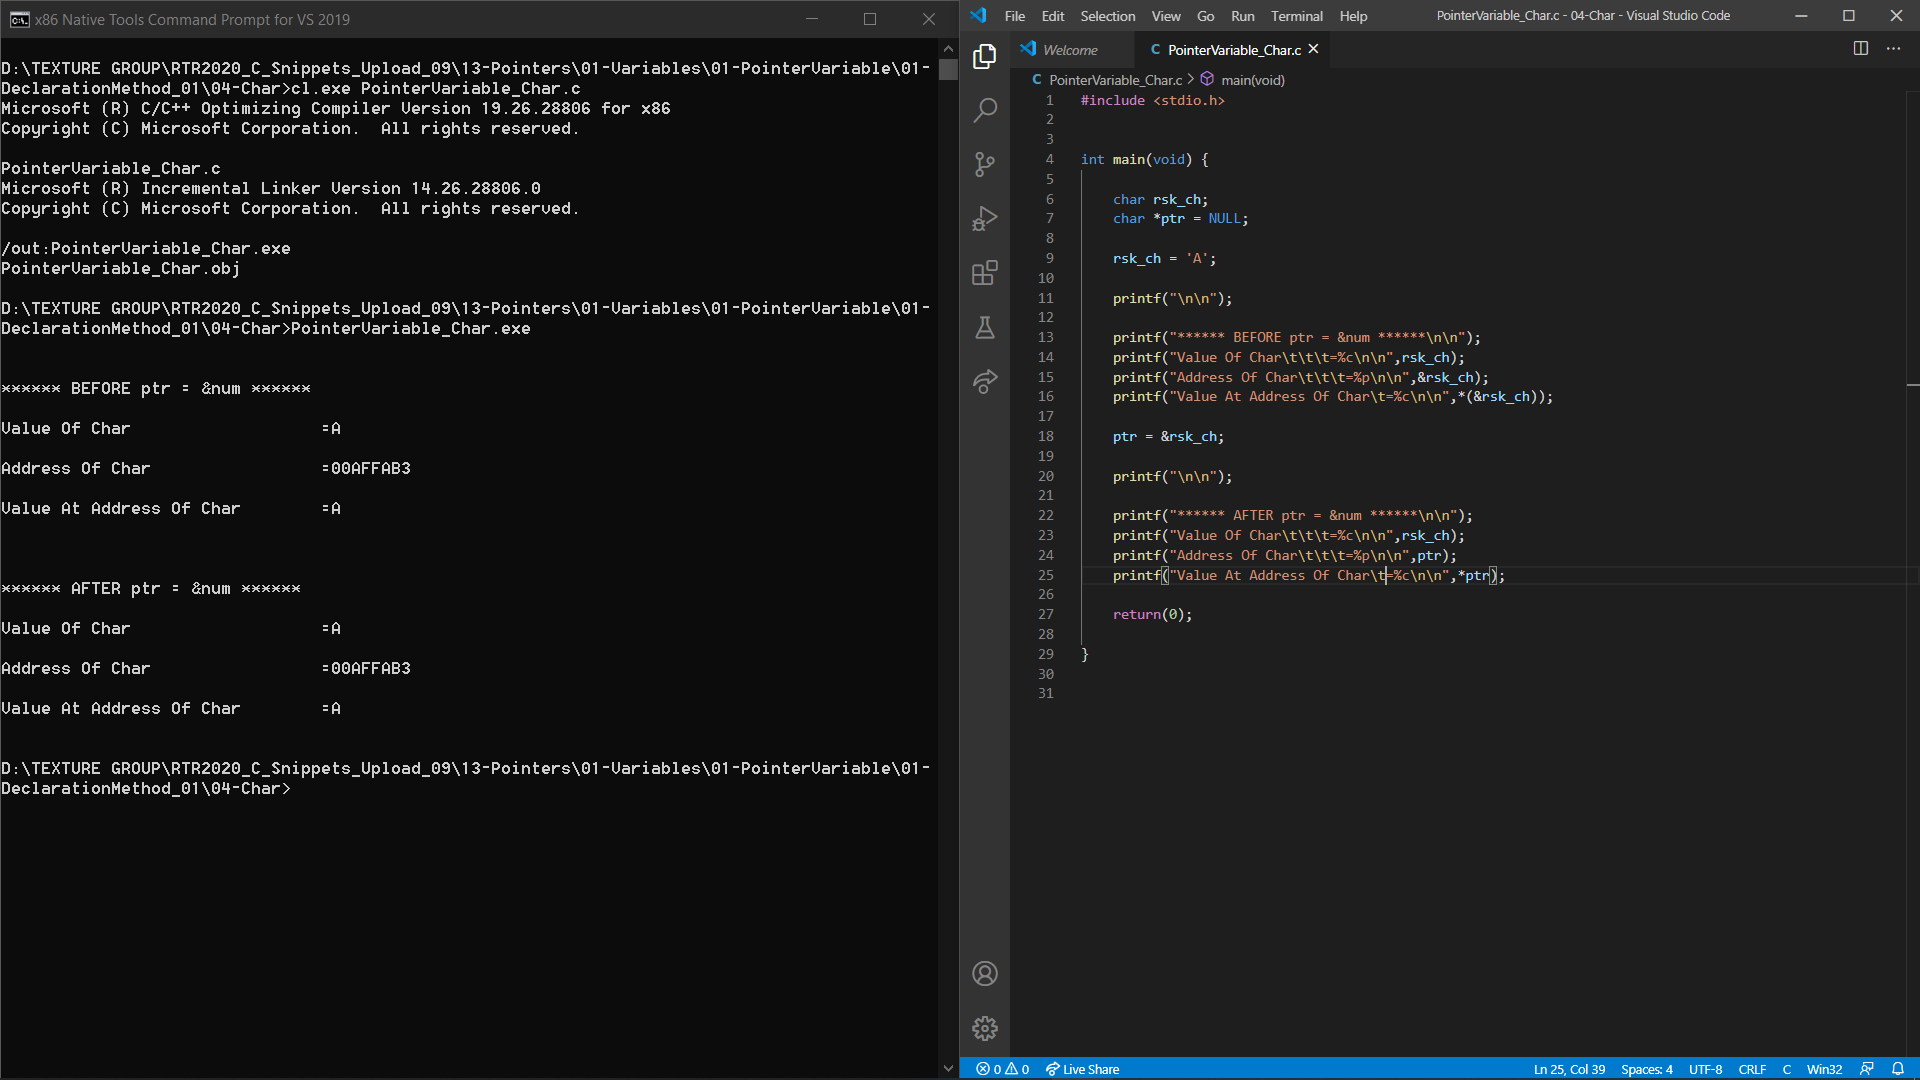 x86 Native Tools Command Prompt for VS 2019
D:\TEXTURE GROUP\RTR2020_C_Snippets_Upload_09\13-Pointers\01-Variables\01-PointerVariable\01-
DeclarationMethod_01\04-Char>cl.exe PointerVariable_Char.c
Microsoft (R) C/C++ Optimizing Compiler Version 19.26.28806 for x86
Copyright (C) Microsoft Corporation.  All rights reserved.
PointerVariable_Char.c
Microsoft (R) Incremental Linker Version 14.26.28806.0
Copyright (C) Microsoft Corporation.  All rights reserved.
/out:PointerVariable_Char.exe
PointerVariable_Char.obj
D:\TEXTURE GROUP\RTR2020_C_Snippets_Upload_09\13-Pointers\01-Variables\01-PointerVariable\01-
DeclarationMethod_01\04-Char>PointerVariable_Char.exe
****** BEFORE ptr = &num ******
Value Of Char                   =A
Address Of Char                 =00AFFAB3
Value At Address Of Char        =A
****** AFTER ptr = &num ******
Value Of Char                   =A
Address Of Char                 =00AFFAB3
Value At Address Of Char        =A
D:\TEXTURE GROUP\RTR2020_C_Snippets_Upload_09\13-Pointers\01-Variables\01-PointerVariable\01-
DeclarationMethod_01\04-Char>
File Edit Selection View Go Run Terminal Help PointerVariable_Char.c - 04-Char - Visual Studio Code
Welcome C PointerVariable_Char.c
C PointerVariable_Char.c > main(void)
1 #include <stdio.h>
2
3
4 int main(void) {
5
6     char rsk_ch;
7     char *ptr = NULL;
8
9     rsk_ch = 'A';
10
11     printf("\n\n");
12
13     printf("****** BEFORE ptr = &num ******\n\n");
14     printf("Value Of Char\t\t\t=%c\n\n",rsk_ch);
15     printf("Address Of Char\t\t\t=%p\n\n",&rsk_ch);
16     printf("Value At Address Of Char\t=%c\n\n",*(&rsk_ch));
17
18     ptr = &rsk_ch;
19
20     printf("\n\n");
21
22     printf("****** AFTER ptr = &num ******\n\n");
23     printf("Value Of Char\t\t\t=%c\n\n",rsk_ch);
24     printf("Address Of Char\t\t\t=%p\n\n",ptr);
25     printf("Value At Address Of Char\t=%c\n\n",*ptr);
26
27     return(0);
28
29 }
30
31
0 0 Live Share Ln 25, Col 39 Spaces: 4 UTF-8 CRLF C Win32